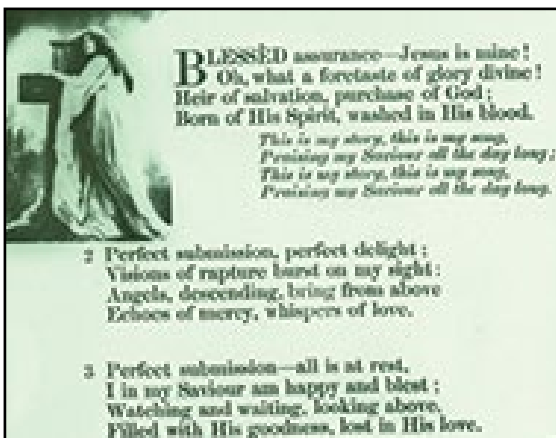 BLESSËD assurance—Jesus is mine!
Oh, what a foretaste of glory divine!
Heir of salvation, purchase of God;
Born of His Spirit, washed in His blood.
This is my story, this is my song,
Praising my Saviour all the day long;
This is my story, this is my song,
Praising my Saviour all the day long.
2 Perfect submission, perfect delight;
Visions of rapture burst on my sight:
Angels, descending, bring from above
Echoes of mercy, whispers of love.
3 Perfect submission—all is at rest,
I in my Saviour am happy and blest;
Watching and waiting, looking above,
Filled with His goodness, lost in His love.